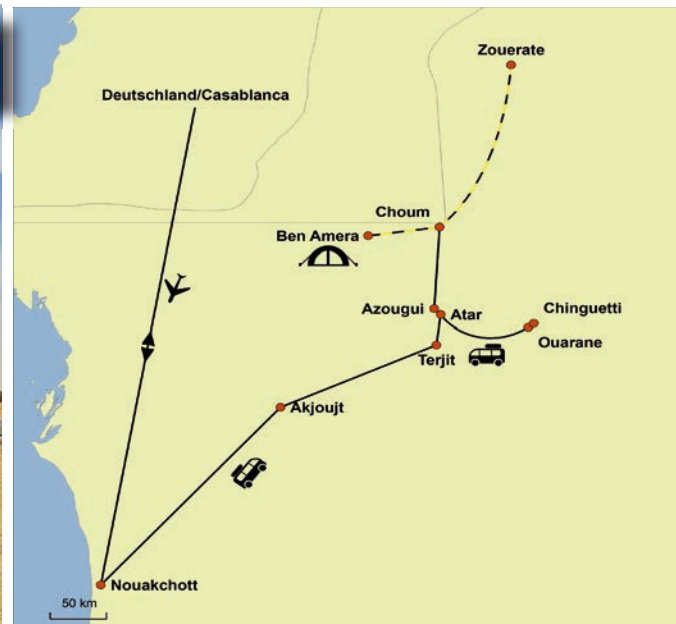 Zouerate
Deutschland/Casablanca
Choum
Ben Amera
Azougui
Atar
Chinguetti
Ouarane
Terjit
Akjoujt
Nouakchott
50 km